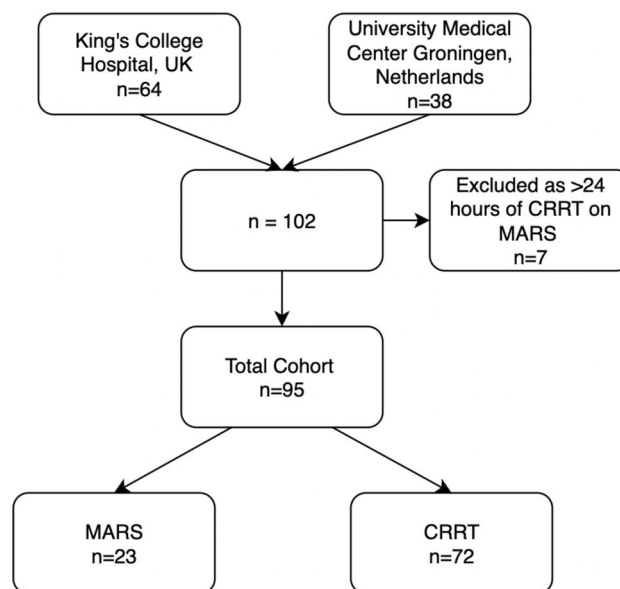 King's College
Hospital, UK
n=64
University Medical
Center Groningen,
Netherlands
n=38
n = 102
Excluded as >24
hours of CRRT on
MARS
n=7
Total Cohort
n=95
MARS
n=23
CRRT
n=72